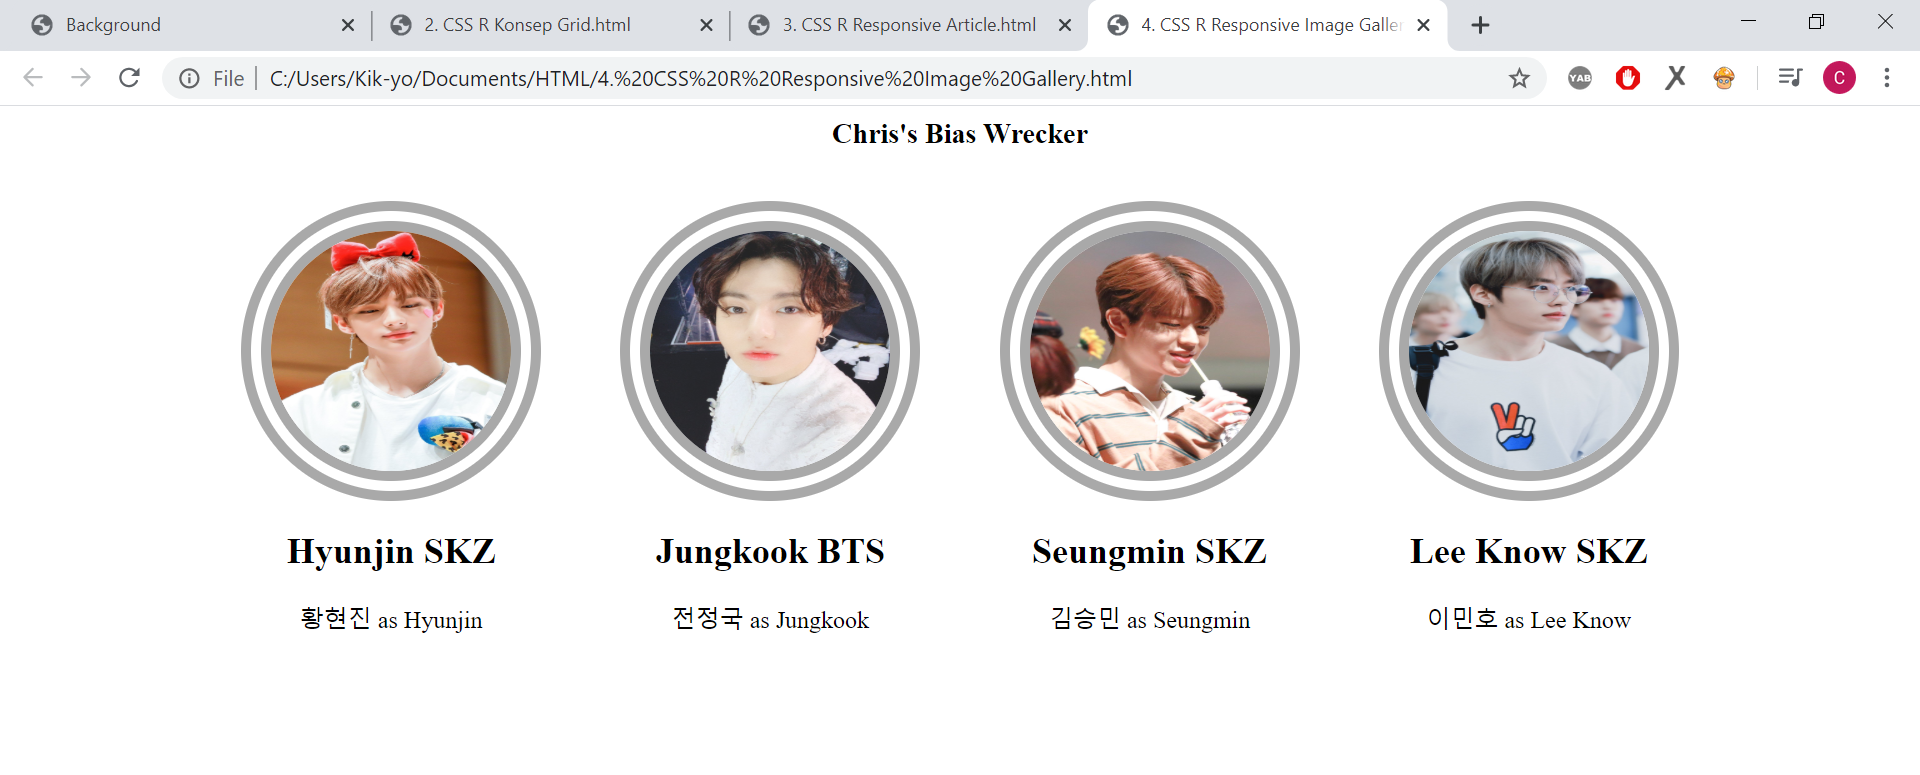 Background
2. CSS R Konsep Grid.html
3. CSS R Responsive Article.html
4. CSS R Responsive Image Galler
File
C:/Users/Kik-yo/Documents/HTML/4.%20CSS%20R%20Responsive%20Image%20Gallery.html
YAB
C
Chris's Bias Wrecker
Hyunjin SKZ
Jungkook BTS
Seungmin SKZ
Lee Know SKZ
황현진 as Hyunjin
전정국 as Jungkook
김승민 as Seungmin
이민호 as Lee Know